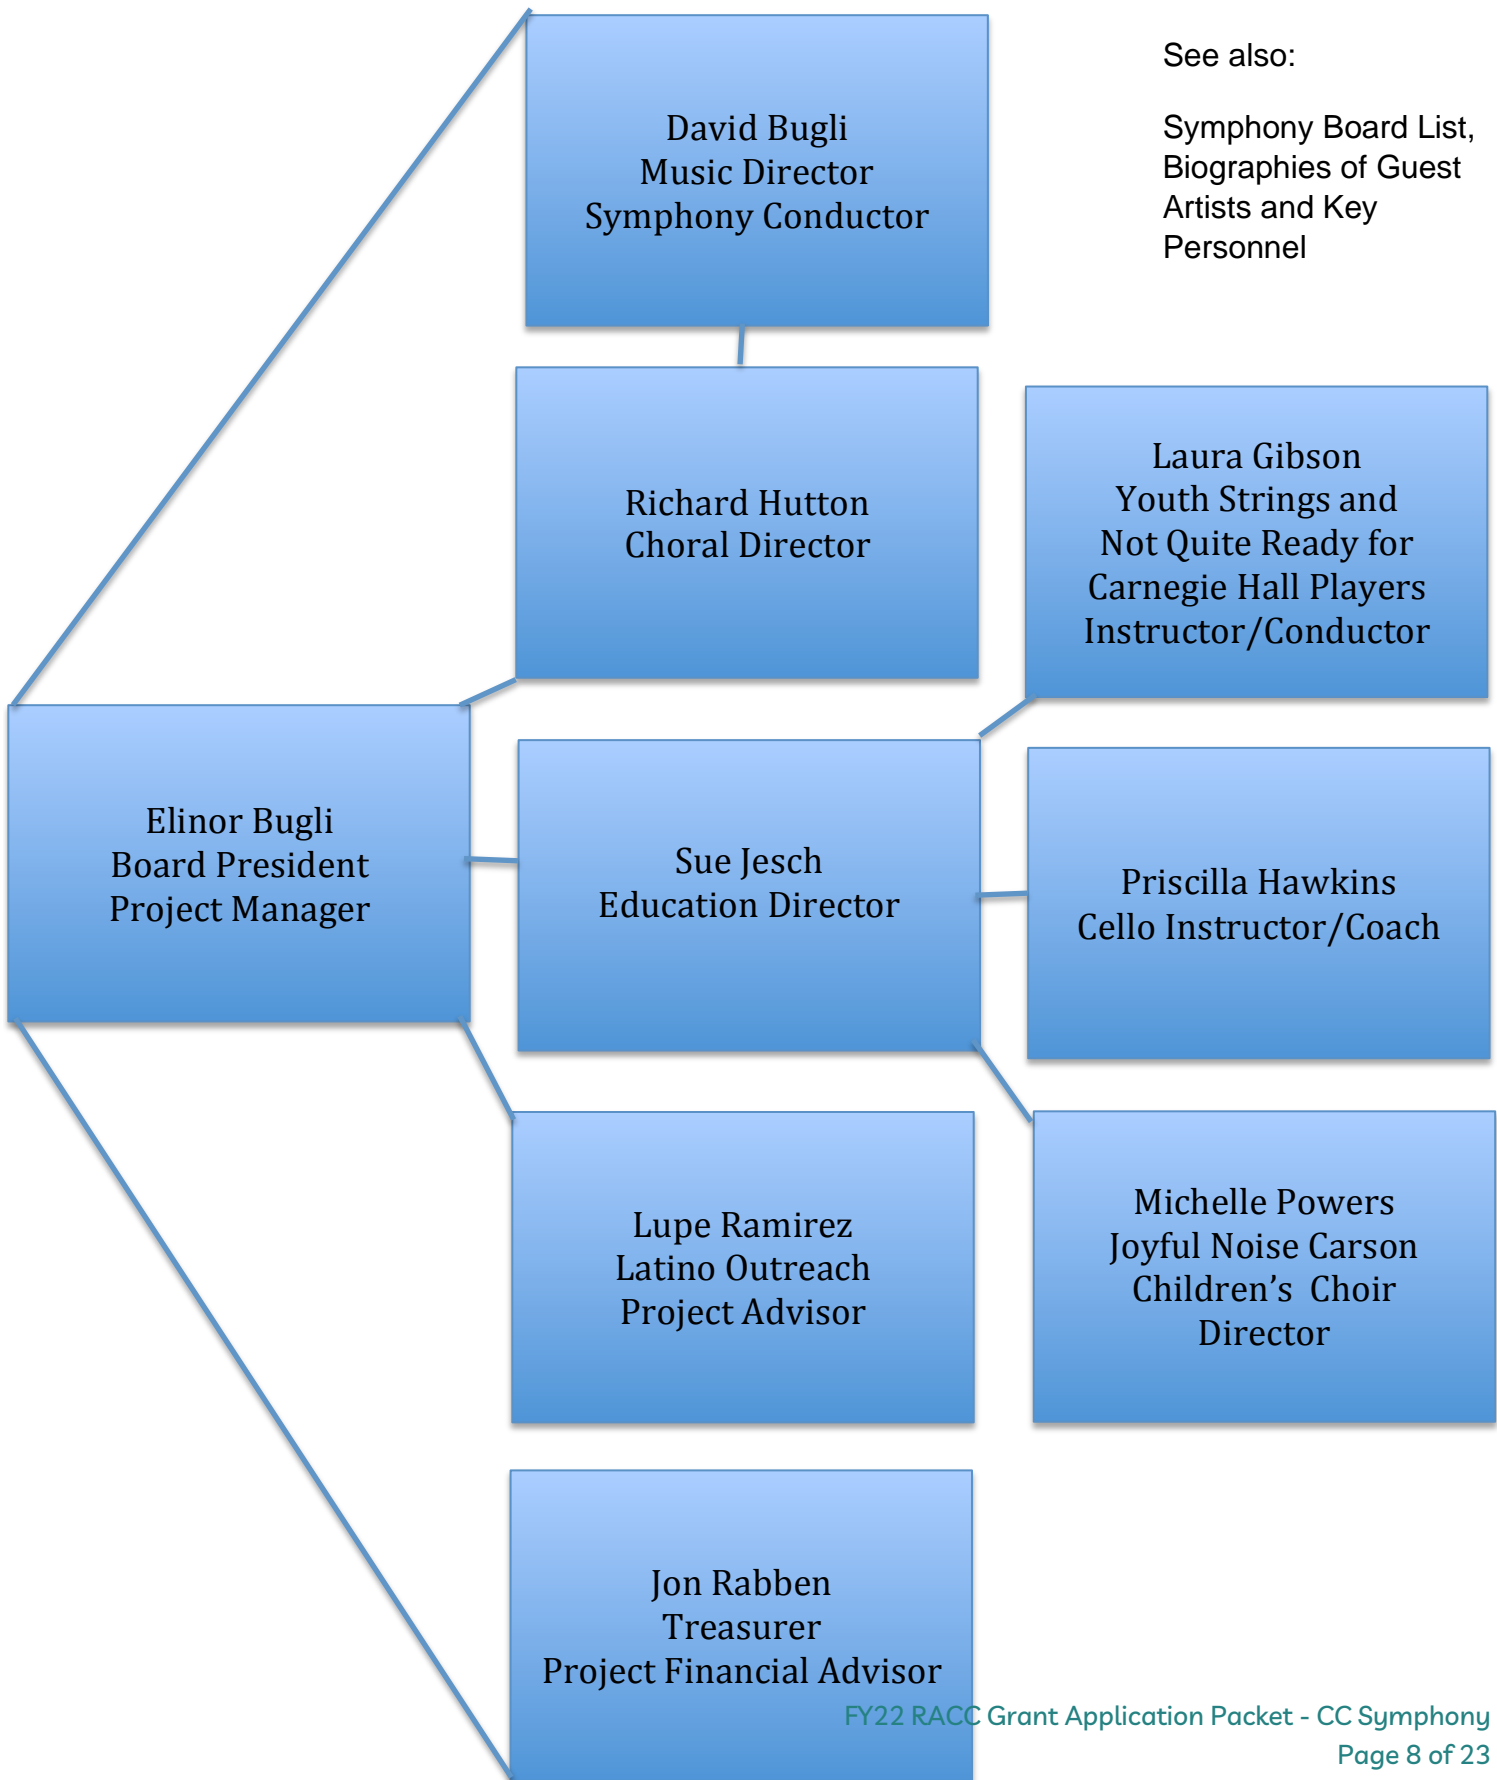 See also:
Symphony Board List,
Biographies of Guest
Artists and Key
Personnel
David Bugli
Music Director
Symphony Conductor
Richard Hutton
Choral Director
Laura Gibson
Youth Strings and
Not Quite Ready for
Carnegie Hall Players
Instructor/Conductor
Elinor Bugli
Board President
Project Manager
Sue Jesch
Education Director
Priscilla Hawkins
Cello Instructor/Coach
Lupe Ramirez
Latino Outreach
Project Advisor
Michelle Powers
Joyful Noise Carson
Children’s  Choir
Director
Jon Rabben
Treasurer
Project Financial Advisor
FY22 RACC Grant Application Packet - CC Symphony
Page 8 of 23